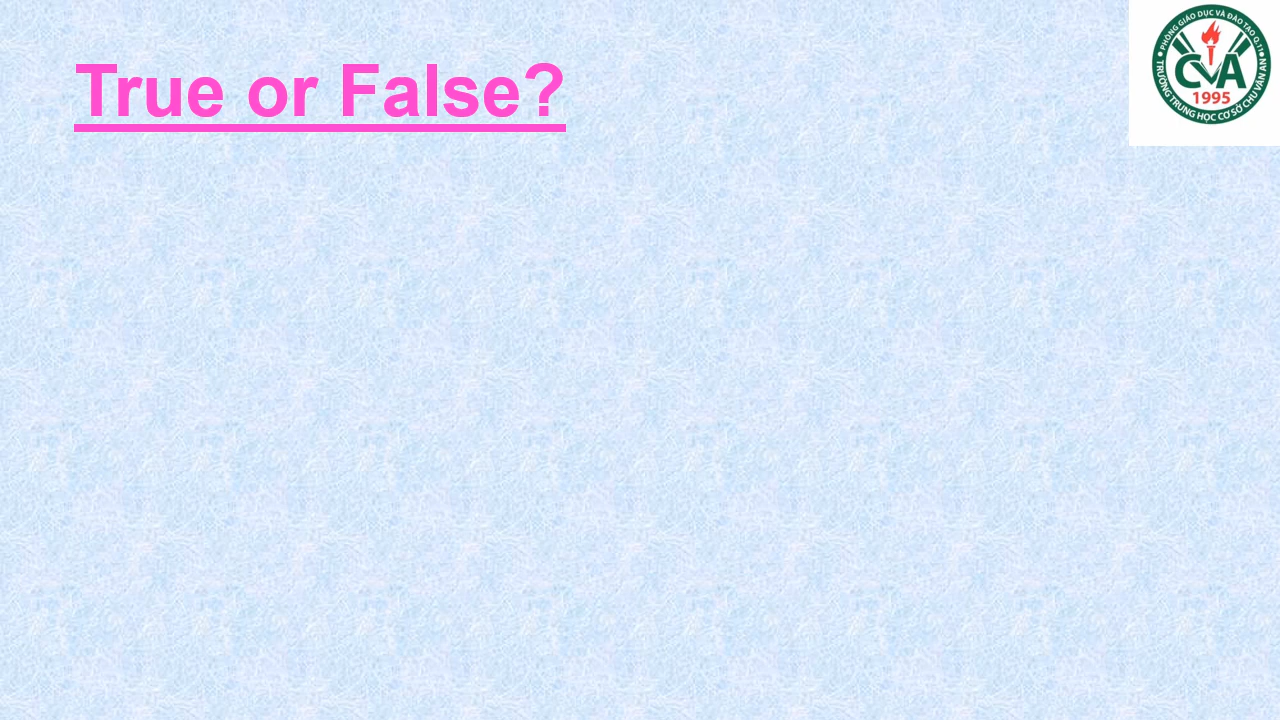 True or False?
PHÒNG GIÁO DỤC VÀ ĐÀO TẠO Q.11
CVA
1995
TRƯỜNG TRUNG HỌC CƠ SỞ CHU VĂN AN